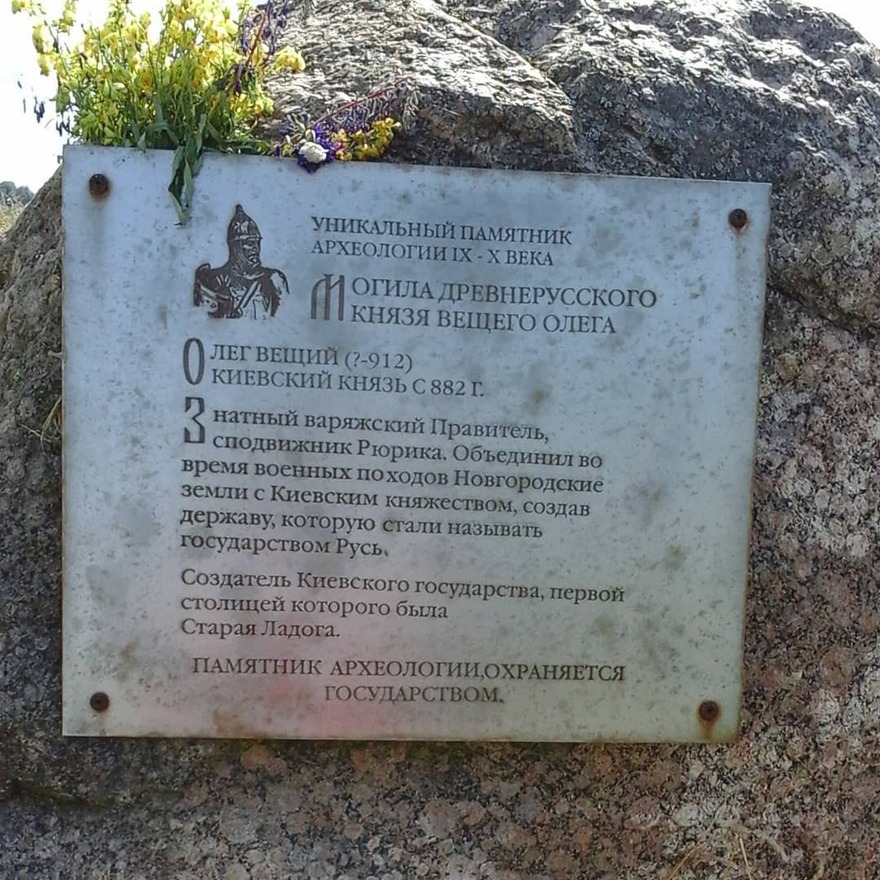 УНИКАЛЬНЫЙ ПАМЯТНИК
АРХЕОЛОГИИ IX - X ВЕКА
МОГИЛА ДРЕВНЕРУССКОГО
КНЯЗЯ ВЕЩЕГО ОЛЕГА
ОЛЕГ ВЕЩИЙ (?-912)
КИЕВСКИЙ КНЯЗЬ С 882 Г.
Знатный варяжский Правитель,
сподвижник Рюрика. Объединил во
время военных походов Новгородские
земли с Киевским княжеством, создав
державу, которую стали называть
государством Русь.
Создатель Киевского государства, первой
столицей которого была
Старая Ладога.
ПАМЯТНИК АРХЕОЛОГИИ,ОХРАНЯЕТСЯ
ГОСУДАРСТВОМ.